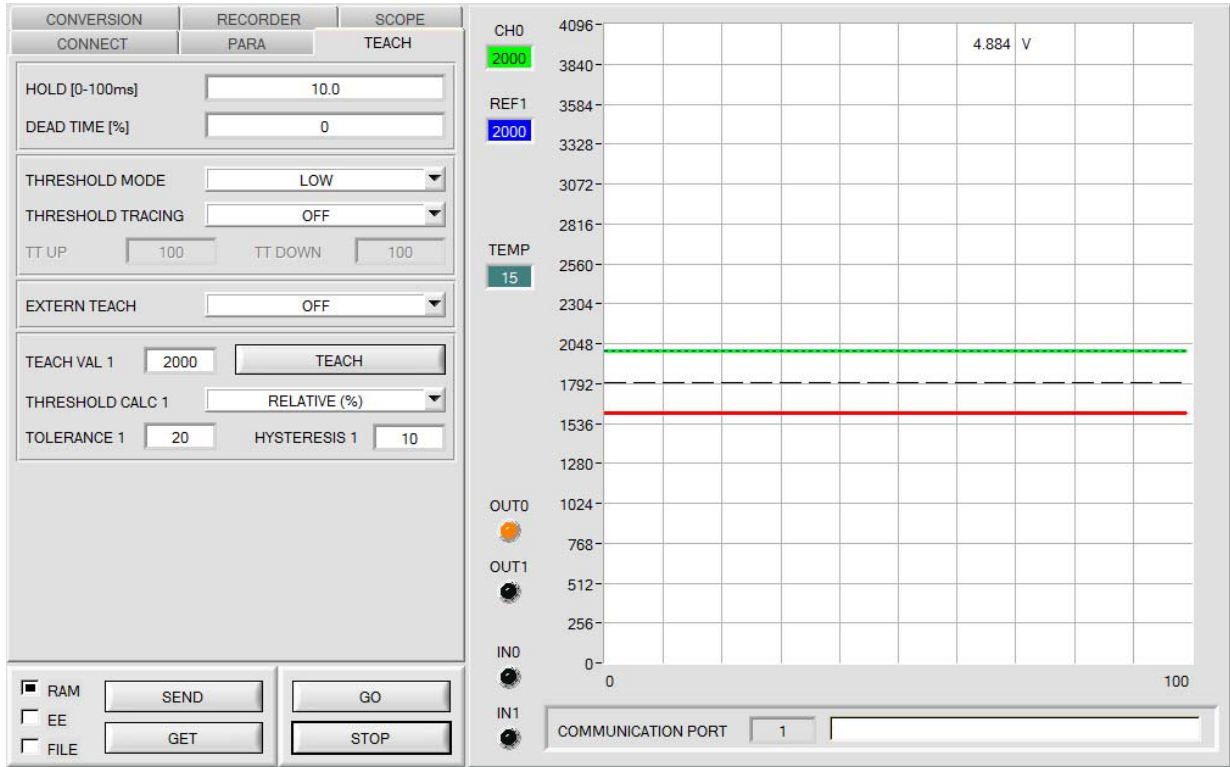 CONVERSION RECORDER SCOPE
CONNECT PARA TEACH
HOLD [0-100ms] 10.0
DEAD TIME [%] 0
THRESHOLD MODE LOW
THRESHOLD TRACING OFF
TT UP 100 TT DOWN 100
EXTERN TEACH OFF
TEACH VAL 1 2000 TEACH
THRESHOLD CALC 1 RELATIVE (%)
TOLERANCE 1 20 HYSTERESIS 1 10
RAM SEND GO
EE
FILE GET STOP
CH0
2000
REF1
2000
TEMP
15
OUT0
OUT1
IN0
IN1
4.884 V
4096
3840
3584
3328
3072
2816
2560
2304
2048
1792
1536
1280
1024
768
512
256
0
0 100
COMMUNICATION PORT 1